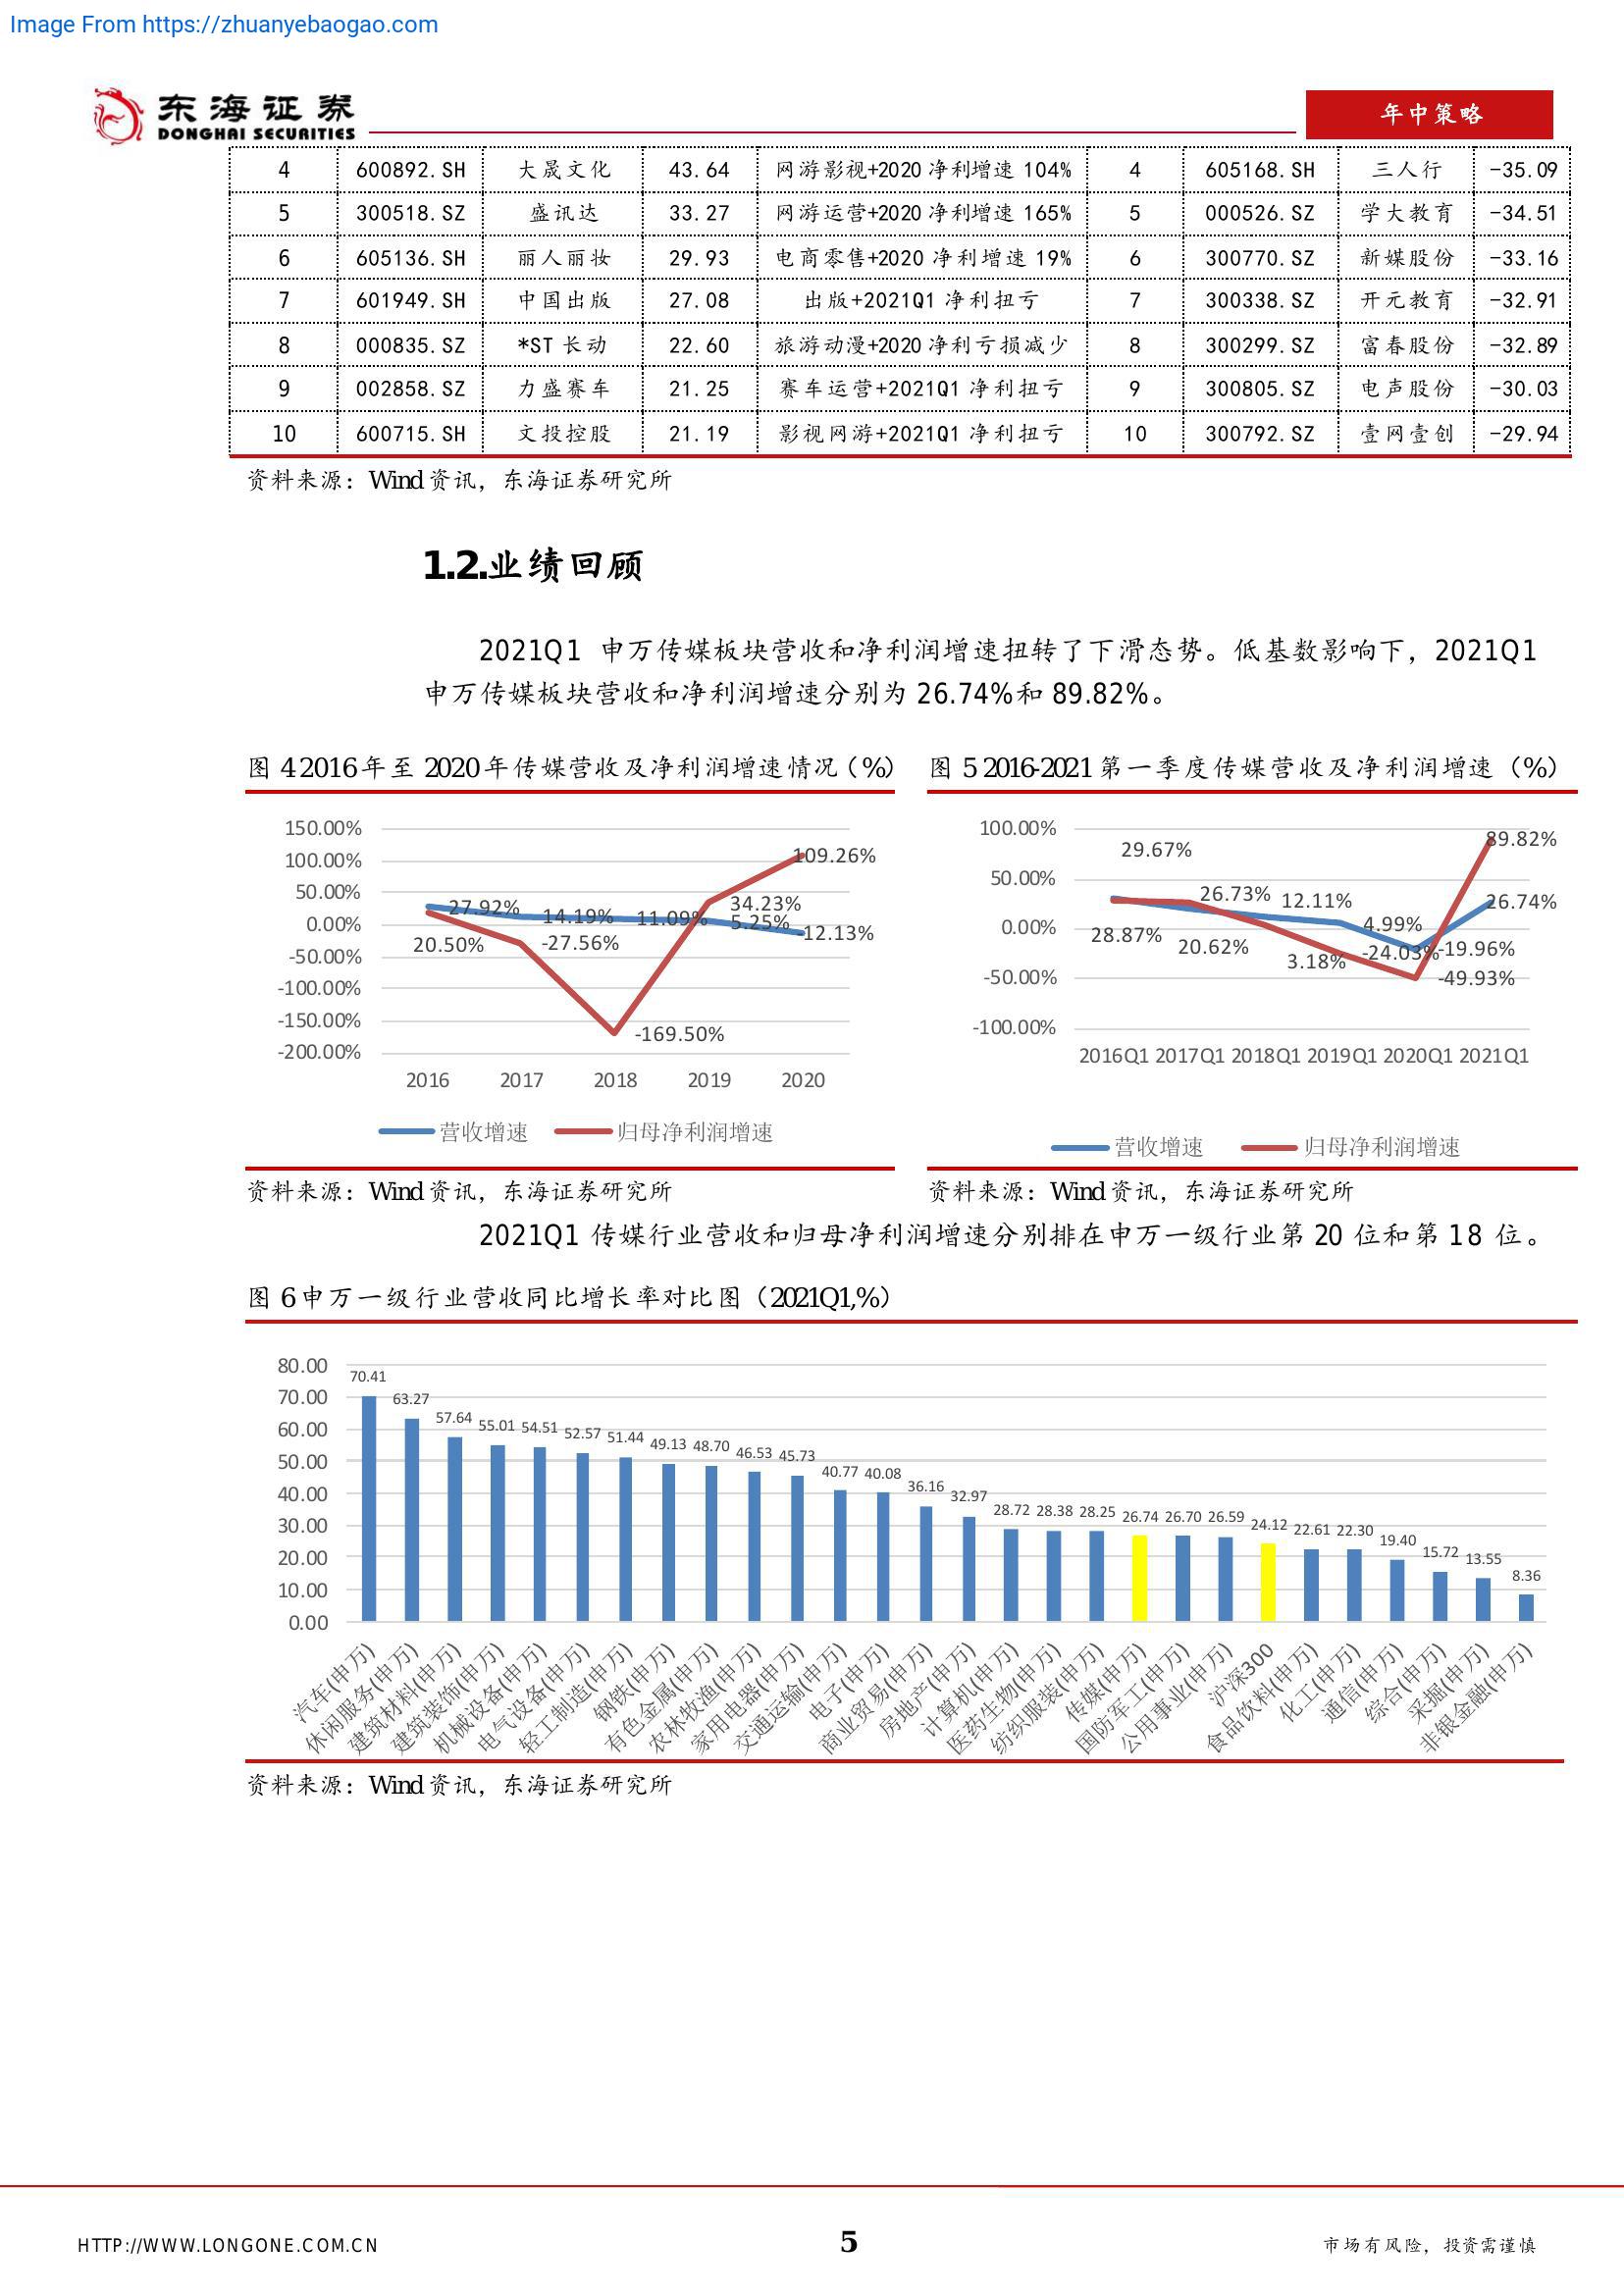 Image From https://zhuanyebaogao.com
东海证券
DONGHAI SECURITIES
年中策略
4 600892.SH 大晟文化 43.64 网游影视+2020 净利增速 104% 4 605168.SH 三人行 -35.09
5 300518.SZ 盛讯达 33.27 网游运营+2020 净利增速 165% 5 000526.SZ 学大教育 -34.51
6 605136.SH 丽人丽妆 29.93 电商零售+2020 净利增速 19% 6 300770.SZ 新媒股份 -33.16
7 601949.SH 中国出版 27.08 出版+2021Q1 净利扭亏 7 300338.SZ 开元教育 -32.91
8 000835.SZ *ST 长动 22.60 旅游动漫+2020 净利亏损减少 8 300299.SZ 富春股份 -32.89
9 002858.SZ 力盛赛车 21.25 赛车运营+2021Q1 净利扭亏 9 300805.SZ 电声股份 -30.03
10 600715.SH 文投控股 21.19 影视网游+2021Q1 净利扭亏 10 300792.SZ 壹网壹创 -29.94
资料来源：Wind 资讯，东海证券研究所
1.2.业绩回顾
2021Q1 申万传媒板块营收和净利润增速扭转了下滑态势。低基数影响下，2021Q1
申万传媒板块营收和净利润增速分别为 26.74%和 89.82%。
图 4 2016 年至 2020 年传媒营收及净利润增速情况（%）
150.00%
100.00%
50.00%
0.00%
-50.00%
-100.00%
-150.00%
-200.00%
27.92%
14.19%
11.09%
5.25%
-12.13%
20.50%
-27.56%
-169.50%
34.23%
109.26%
2016 2017 2018 2019 2020
营收增速 归母净利润增速
资料来源：Wind 资讯，东海证券研究所
图 5 2016-2021 第一季度传媒营收及净利润增速（%）
100.00%
50.00%
0.00%
-50.00%
-100.00%
29.67%
26.73%
12.11%
4.99%
-19.96%
26.74%
28.87%
20.62%
3.18%
-24.03%
-49.93%
89.82%
2016Q1 2017Q1 2018Q1 2019Q1 2020Q1 2021Q1
营收增速 归母净利润增速
资料来源：Wind 资讯，东海证券研究所
2021Q1 传媒行业营收和归母净利润增速分别排在申万一级行业第 20 位和第 18 位。
图 6 申万一级行业营收同比增长率对比图（2021Q1,%）
80.00
70.00
60.00
50.00
40.00
30.00
20.00
10.00
0.00
70.41 63.27 57.64 55.01 54.51 52.57 51.44 49.13 48.70 46.53 45.73 40.77 40.08 36.16 32.97 28.72 28.38 28.25 26.74 26.70 26.59 24.12 22.61 22.30 19.40 15.72 13.55 8.36
汽车(申万)
休闲服务(申万)
建筑材料(申万)
建筑装饰(申万)
机械设备(申万)
电气设备(申万)
轻工制造(申万)
钢铁(申万)
有色金属(申万)
农林牧渔(申万)
家用电器(申万)
交通运输(申万)
电子(申万)
商业贸易(申万)
房地产(申万)
计算机(申万)
医药生物(申万)
纺织服装(申万)
传媒(申万)
国防军工(申万)
公用事业(申万)
沪深300
食品饮料(申万)
化工(申万)
通信(申万)
综合(申万)
采掘(申万)
非银金融(申万)
资料来源：Wind 资讯，东海证券研究所
HTTP://WWW.LONGONE.COM.CN
5
市场有风险，投资需谨慎